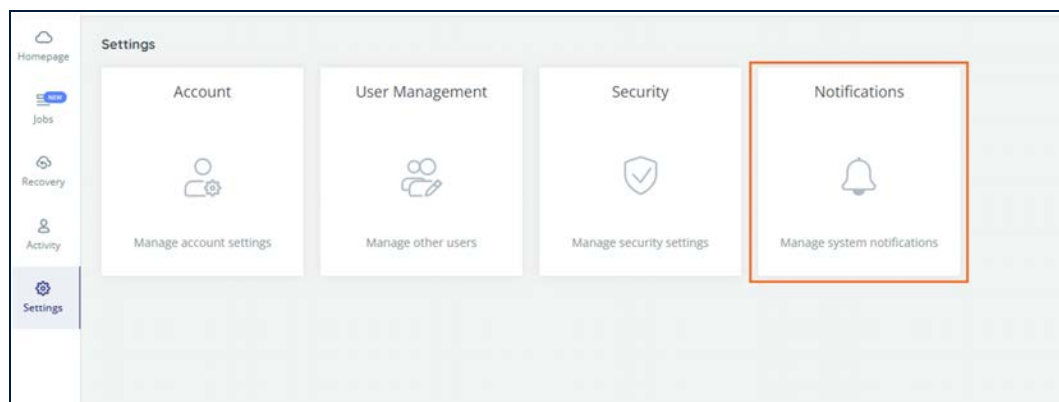 Homepage
NEW
Jobs
Recovery
Activity
Settings
Settings
Account
Manage account settings
User Management
Manage other users
Security
Manage security settings
Notifications
Manage system notifications